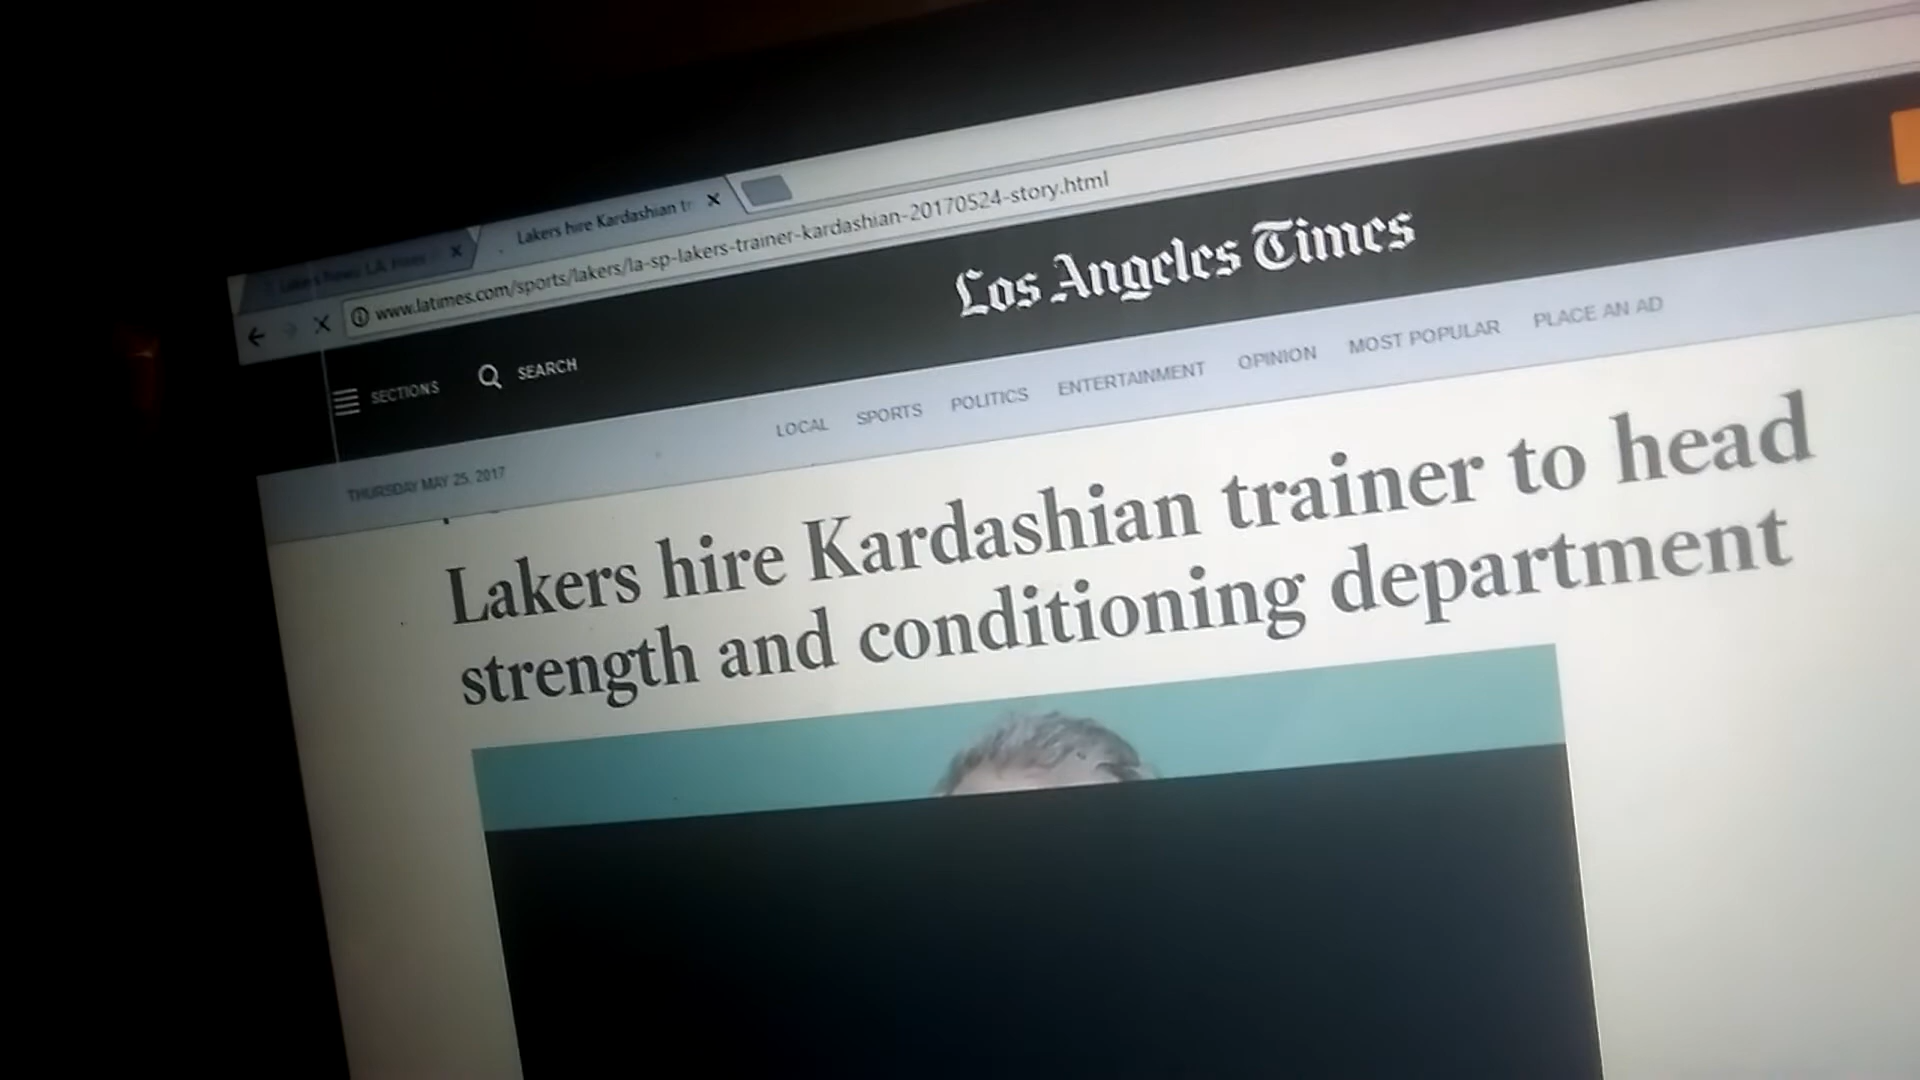 Lakers hire Kardashian tr
www.latimes.com/sports/lakers/la-sp-lakers-trainer-kardashian-20170524-story.html
Los Angeles Times
SECTIONS SEARCH
LOCAL SPORTS POLITICS ENTERTAINMENT OPINION MOST POPULAR PLACE AN AD
THURSDAY MAY 25, 2017
Lakers hire Kardashian trainer to head
strength and conditioning department